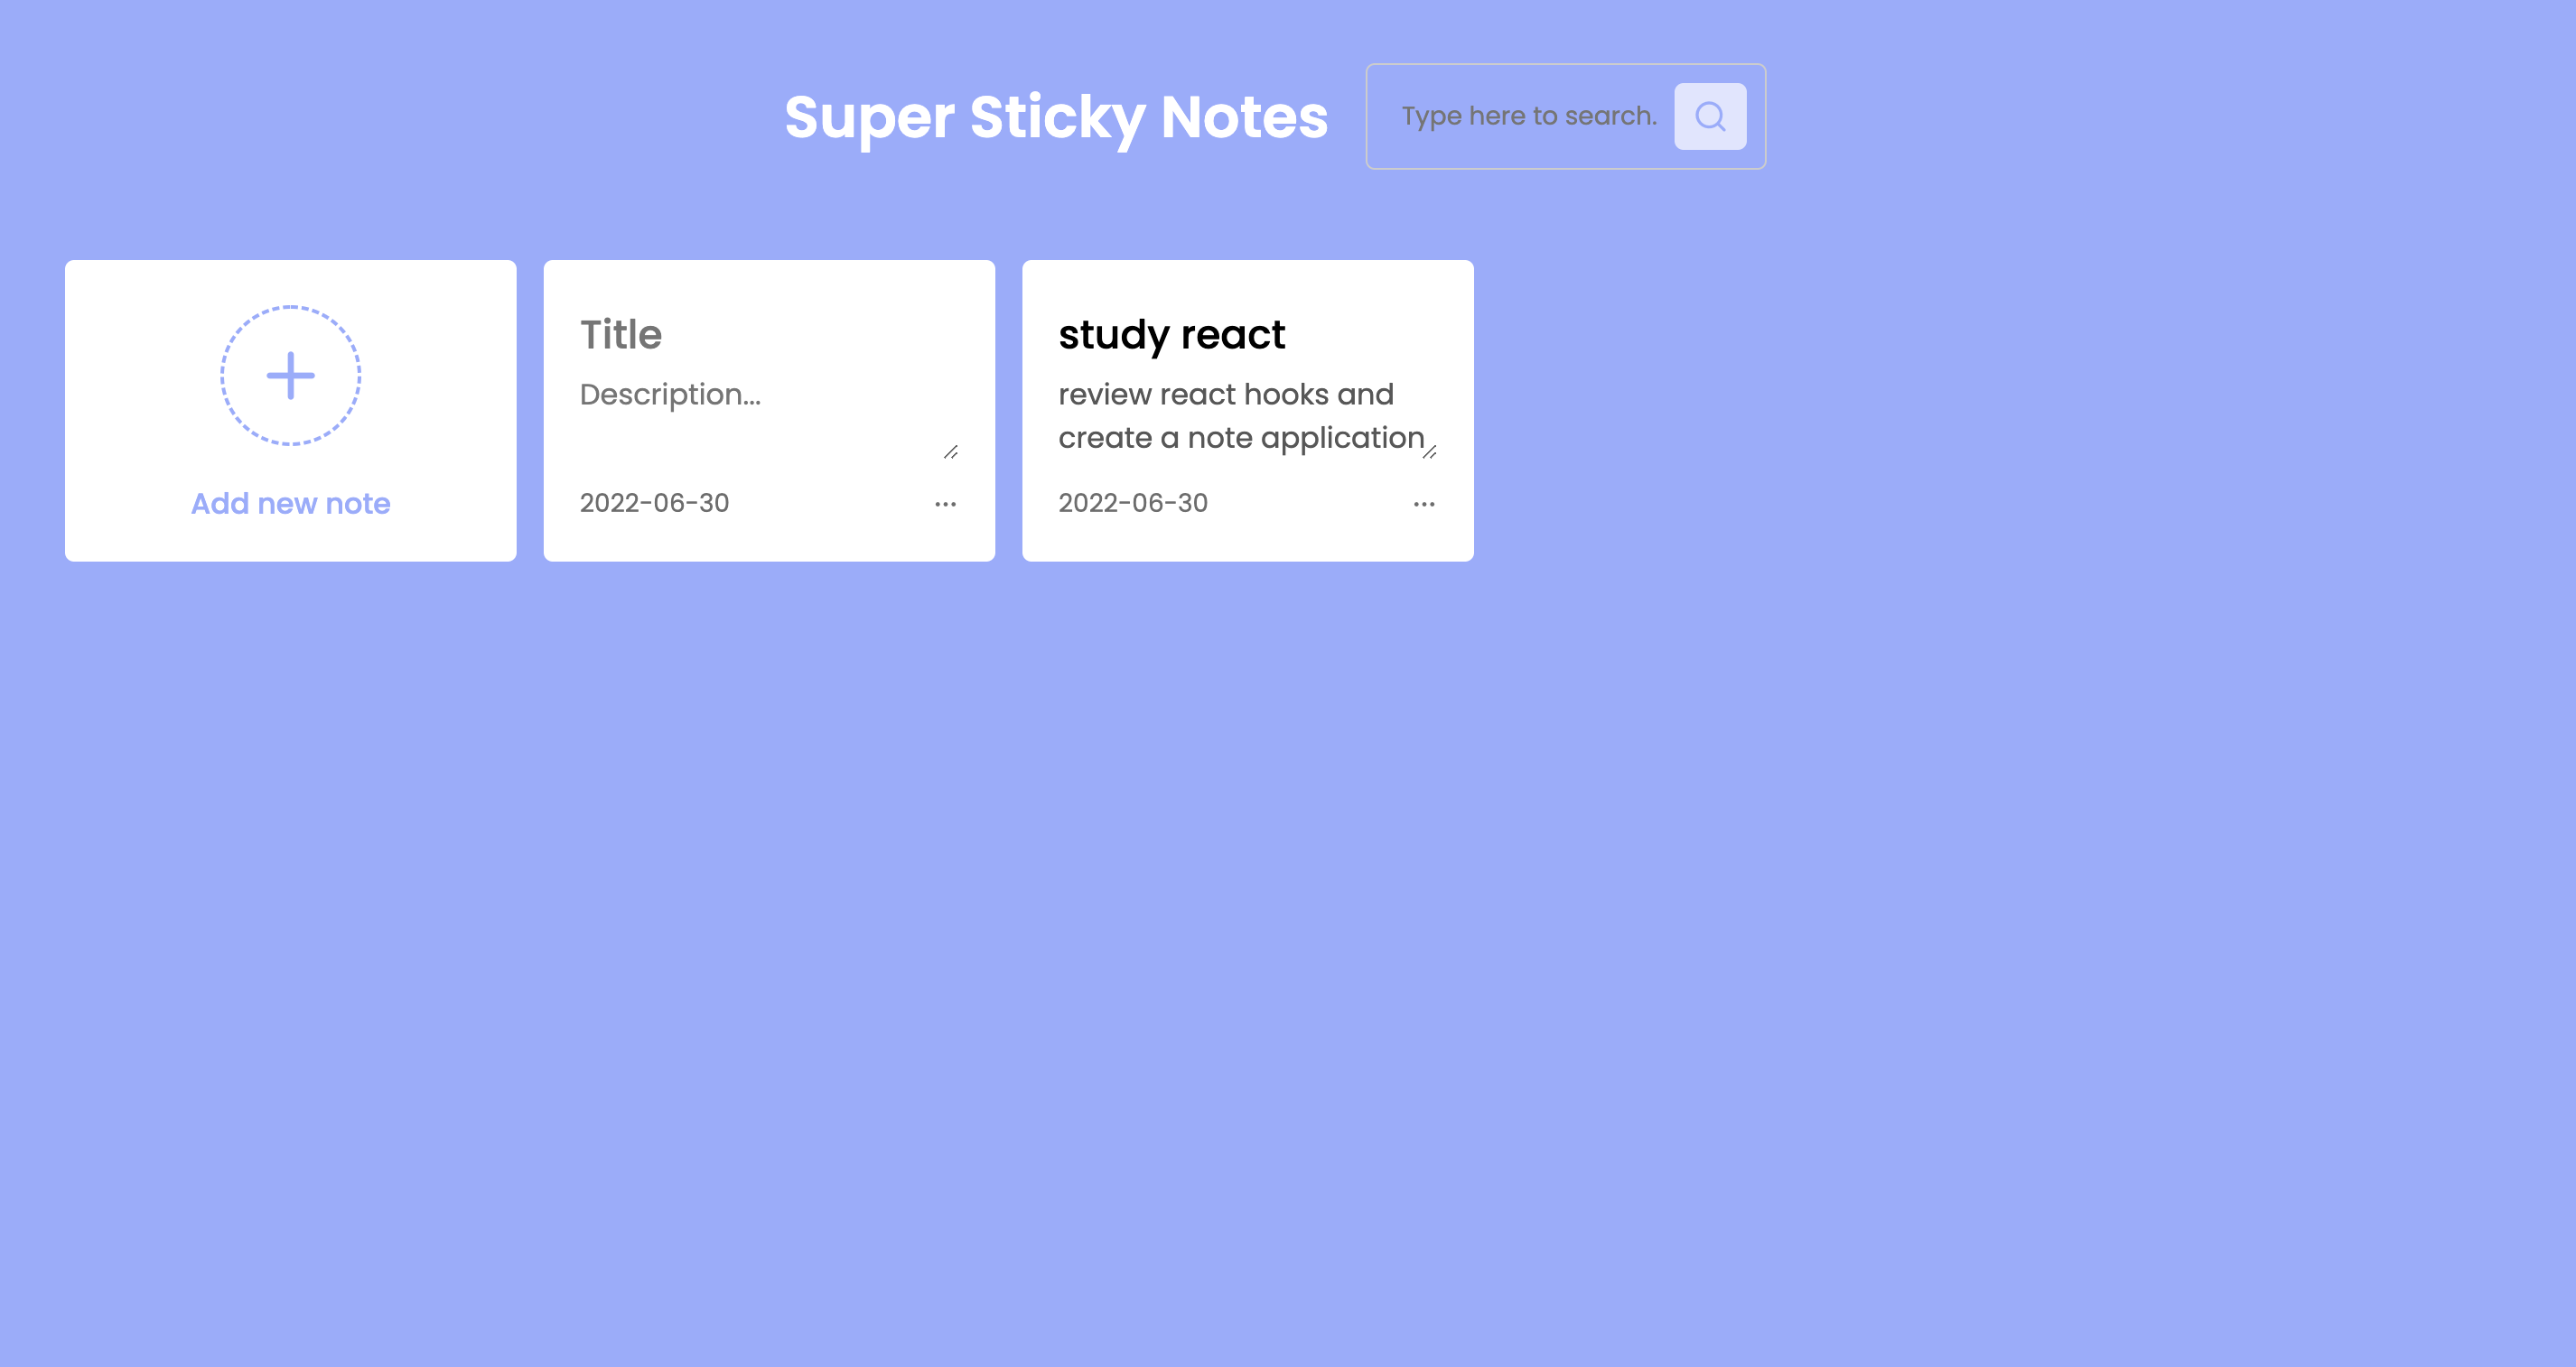 Super Sticky Notes
Type here to search.
Add new note
Title
Description...
2022-06-30
study react
review react hooks and
create a note application
2022-06-30